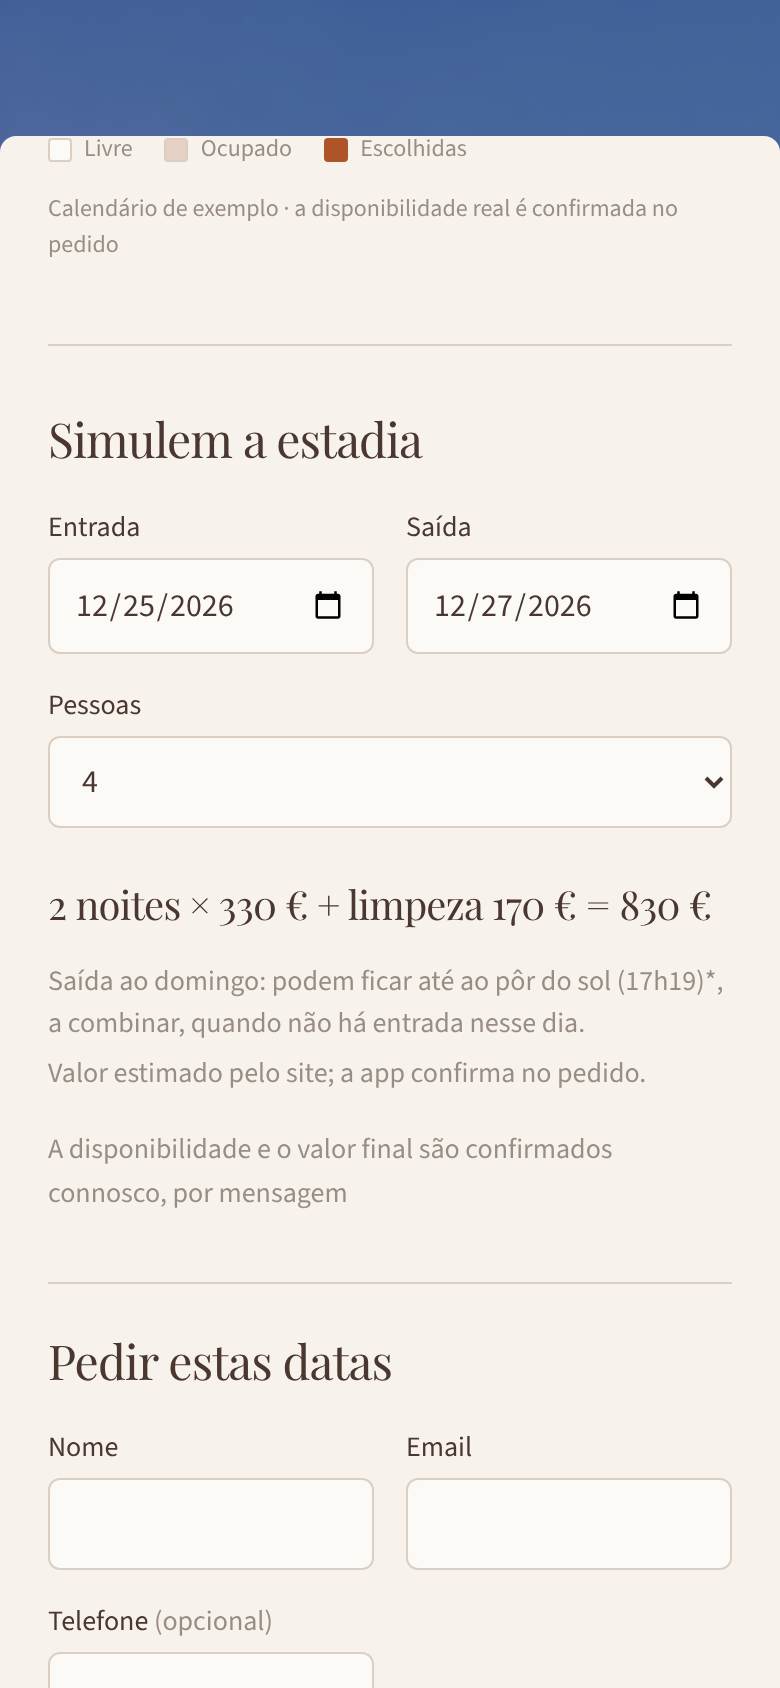 Livre Ocupado Escolhidas
Calendário de exemplo · a disponibilidade real é confirmada no
pedido
Simulem a estadia
Entrada Saída
12/25/2026 12/27/2026
Pessoas
4
2 noites × 330 € + limpeza 170 € = 830 €
Saída ao domingo: podem ficar até ao pôr do sol (17h19)*,
a combinar, quando não há entrada nesse dia.
Valor estimado pelo site; a app confirma no pedido.
A disponibilidade e o valor final são confirmados
connosco, por mensagem
Pedir estas datas
Nome Email
Telefone (opcional)